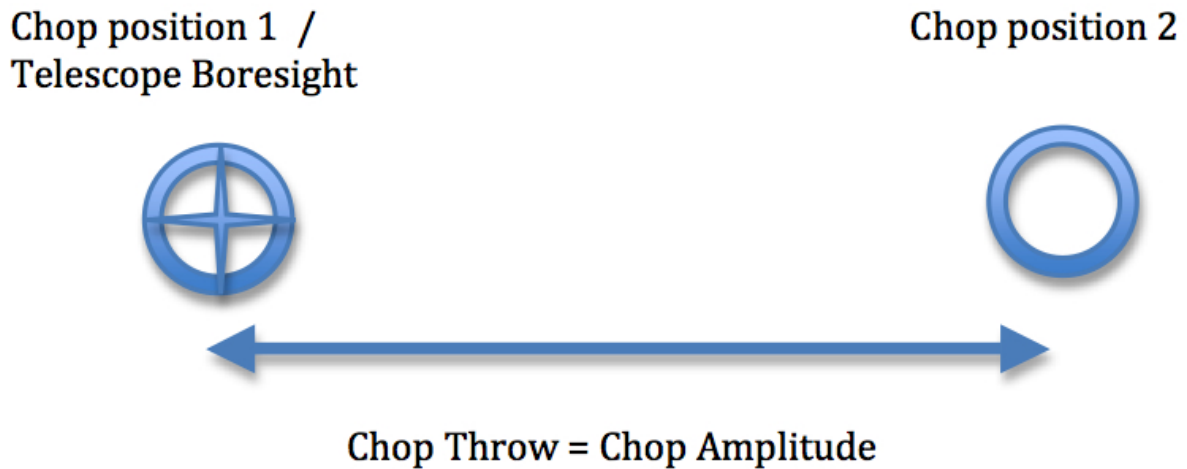 Chop position 1 /
Telescope Boresight
Chop position 2
Chop Throw = Chop Amplitude